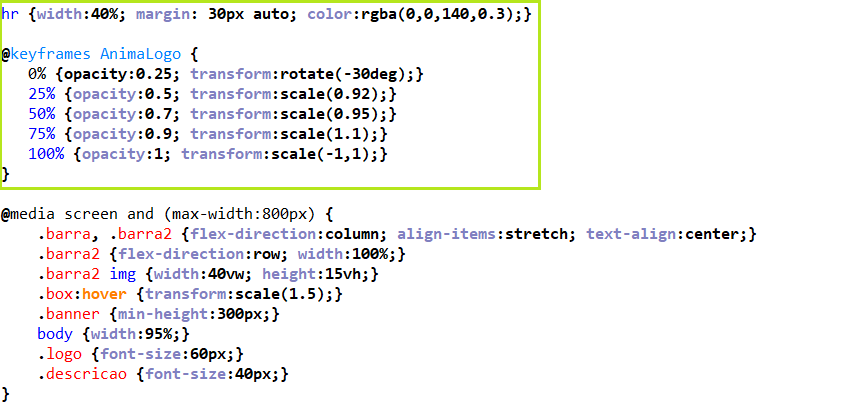 hr {width:40%; margin: 30px auto; color:rgba(0,0,140,0.3);}
@keyframes AnimaLogo {
0% {opacity:0.25; transform:rotate(-30deg);}
25% {opacity:0.5; transform:scale(0.92);}
50% {opacity:0.7; transform:scale(0.95);}
75% {opacity:0.9; transform:scale(1.1);}
100% {opacity:1; transform:scale(-1,1);}
}
@media screen and (max-width:800px) {
.barra, .barra2 {flex-direction:column; align-items:stretch; text-align:center;}
.barra2 {flex-direction:row; width:100%;}
.barra2 img {width:40vw; height:15vh;}
.box:hover {transform:scale(1.5);}
.banner {min-height:300px;}
body {width:95%;}
.logo {font-size:60px;}
.descricao {font-size:40px;}
}